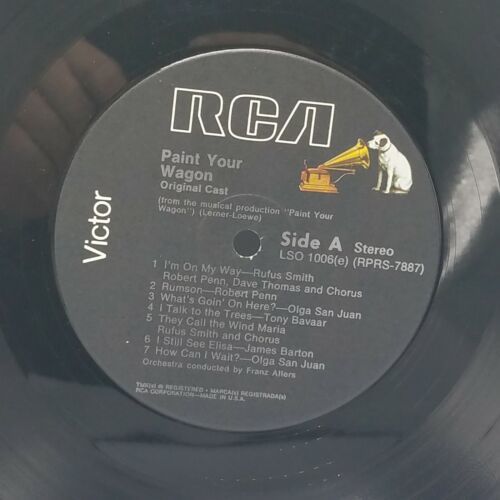 RCA
Victor
Paint Your
Wagon
Original Cast
(from the musical production "Paint Your
Wagon") (Lerner-Loewe)
Side A Stereo
LSO 1006(e) (RPRS-7887)
1 I'm On My Way—Rufus Smith
Robert Penn, Dave Thomas and Chorus
2 Rumson—Robert Penn
3 What's Goin' On Here?—Olga San Juan
4 I Talk to the Trees—Tony Bavaar
5 They Call the Wind Maria
Rufus Smith and Chorus
6 I Still See Elisa—James Barton
7 How Can I Wait?—Olga San Juan
Orchestra conducted by Franz Allers
TMK(s) ® REGISTERED • MARCA(s) REGISTRADA(s)
RCA CORPORATION—MADE IN U.S.A.